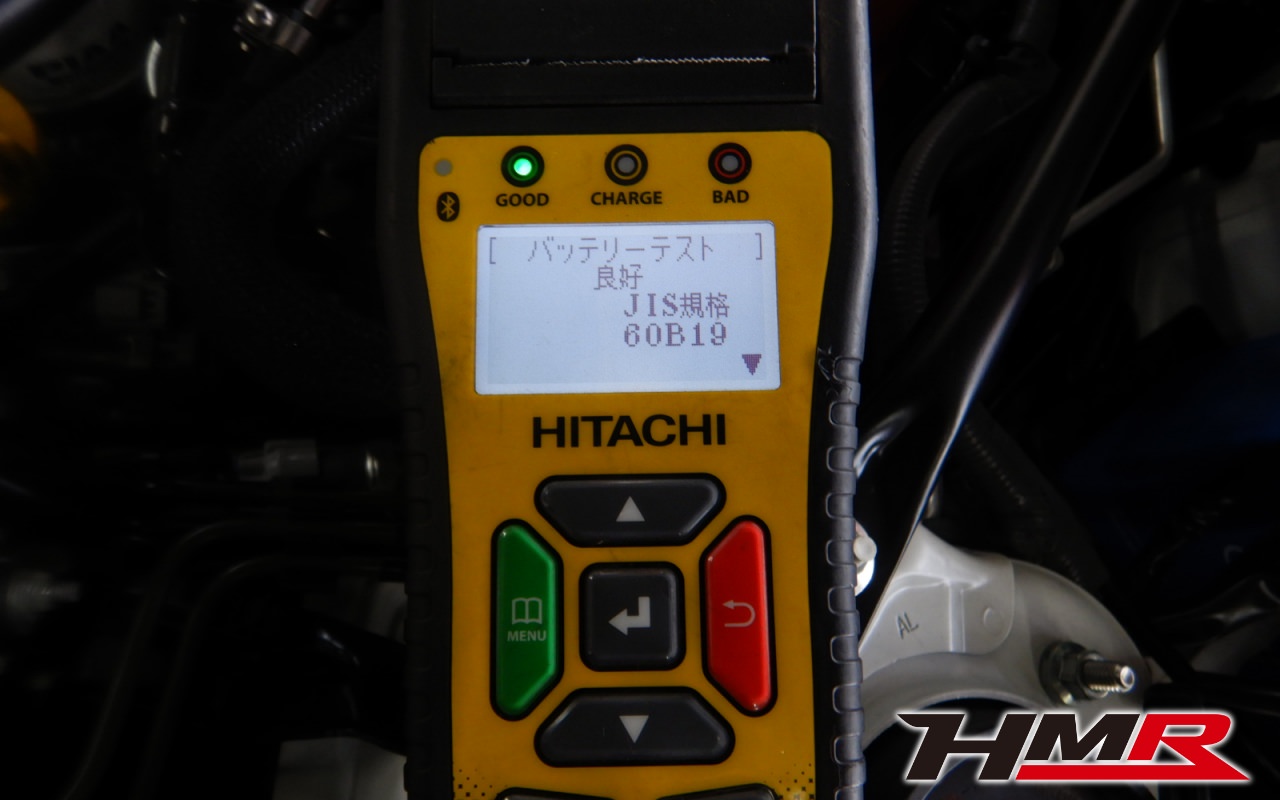 GOOD
CHARGE
BAD
[ バッテリーテスト ]
良好
JIS規格
60B19
▼
HITACHI
▲
MENU
▼
AL
HMR